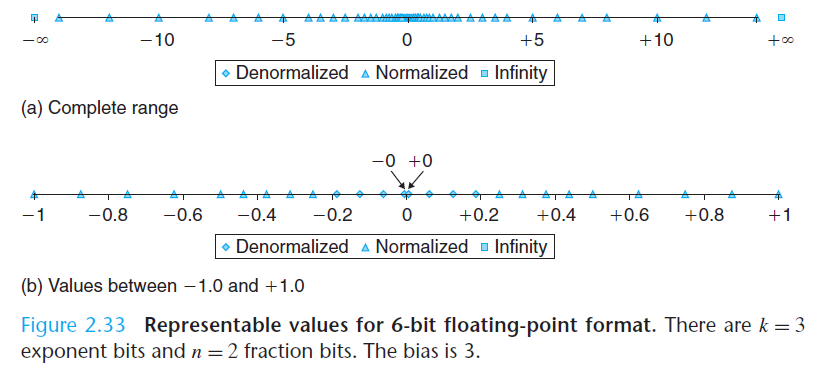 −∞ −10 −5 0 +5 +10 +∞
Denormalized Normalized Infinity
(a) Complete range
−0 +0
−1 −0.8 −0.6 −0.4 −0.2 0 +0.2 +0.4 +0.6 +0.8 +1
Denormalized Normalized Infinity
(b) Values between −1.0 and +1.0
Figure 2.33 Representable values for 6-bit floating-point format. There are k = 3
exponent bits and n = 2 fraction bits. The bias is 3.